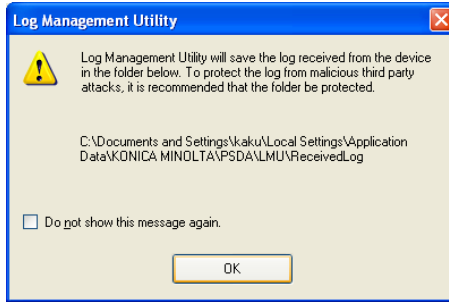 Log Management Utility
Log Management Utility will save the log received from the device
in the folder below. To protect the log from malicious third party
attacks, it is recommended that the folder be protected.
C:\Documents and Settings\kaku\Local Settings\Application
Data\KONICA MINOLTA\PSDA\LMU\ReceivedLog
Do not show this message again.
OK